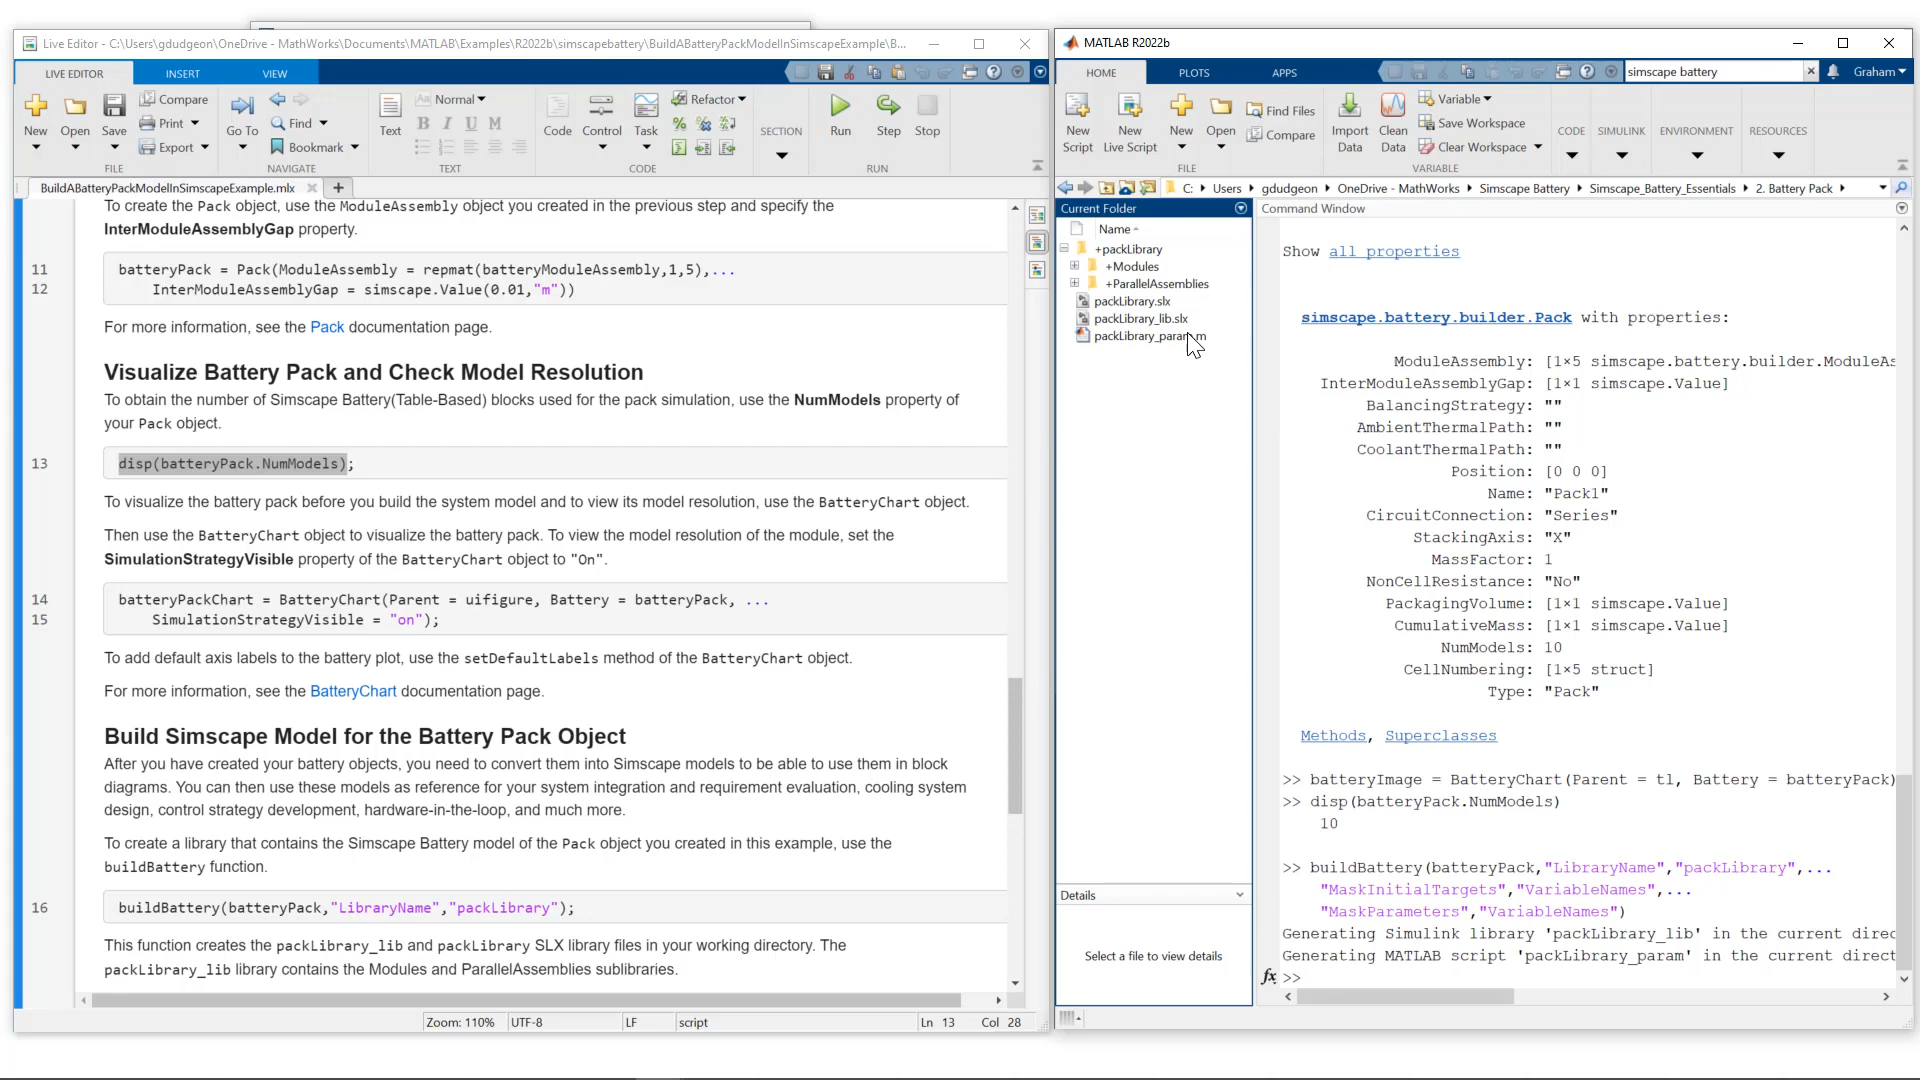 Live Editor - C:\Users\gdudgeon\OneDrive - MathWorks\Documents\MATLAB\Examples\R2022b\simscapebattery\BuildABatteryPackModelInSimscapeExample\B...
LIVE EDITOR INSERT VIEW
New Open Save Compare Print Export Go To Find Bookmark
Text Aa Normal B I U M
Code Control Task Refactor
SECTION Run Step Stop
FILE NAVIGATE TEXT CODE RUN
BuildABatteryPackModelInSimscapeExample.mlx
To create the Pack object, use the ModuleAssembly object you created in the previous step and specify the
InterModuleAssemblyGap property.
11 batteryPack = Pack(ModuleAssembly = repmat(batteryModuleAssembly,1,5),...
12 InterModuleAssemblyGap = simscape.Value(0.01,"m"))
For more information, see the Pack documentation page.
Visualize Battery Pack and Check Model Resolution
To obtain the number of Simscape Battery(Table-Based) blocks used for the pack simulation, use the NumModels property of
your Pack object.
13 disp(batteryPack.NumModels);
To visualize the battery pack before you build the system model and to view its model resolution, use the BatteryChart object.
Then use the BatteryChart object to visualize the battery pack. To view the model resolution of the module, set the
SimulationStrategyVisible property of the BatteryChart object to "On".
14 batteryPackChart = BatteryChart(Parent = uifigure, Battery = batteryPack, ...
15 SimulationStrategyVisible = "on");
To add default axis labels to the battery plot, use the setDefaultLabels method of the BatteryChart object.
For more information, see the BatteryChart documentation page.
Build Simscape Model for the Battery Pack Object
After you have created your battery objects, you need to convert them into Simscape models to be able to use them in block
diagrams. You can then use these models as reference for your system integration and requirement evaluation, cooling system
design, control strategy development, hardware-in-the-loop, and much more.
To create a library that contains the Simscape Battery model of the Pack object you created in this example, use the
buildBattery function.
16 buildBattery(batteryPack,"LibraryName","packLibrary");
This function creates the packLibrary_lib and packLibrary SLX library files in your working directory. The
packLibrary_lib library contains the Modules and ParallelAssemblies sublibraries.
Zoom: 110% UTF-8 LF script Ln 13 Col 28
MATLAB R2022b
HOME PLOTS APPS simscape battery Graham
New Script New Live Script New Open Find Files Compare
Import Data Clean Data Variable Save Workspace Clear Workspace
CODE SIMULINK ENVIRONMENT RESOURCES
FILE VARIABLE
C: Users gdudgeon OneDrive - MathWorks Simscape Battery Simscape_Battery_Essentials 2. Battery Pack
Current Folder
Name
+packLibrary
+Modules
+ParallelAssemblies
packLibrary.slx
packLibrary_lib.slx
packLibrary_param.m
Details
Select a file to view details
Command Window
Show all properties
simscape.battery.builder.Pack with properties:
ModuleAssembly: [1×5 simscape.battery.builder.ModuleAs
InterModuleAssemblyGap: [1×1 simscape.Value]
BalancingStrategy: ""
AmbientThermalPath: ""
CoolantThermalPath: ""
Position: [0 0 0]
Name: "Pack1"
CircuitConnection: "Series"
StackingAxis: "X"
MassFactor: 1
NonCellResistance: "No"
PackagingVolume: [1×1 simscape.Value]
CumulativeMass: [1×1 simscape.Value]
NumModels: 10
CellNumbering: [1×5 struct]
Type: "Pack"
Methods, Superclasses
>> batteryImage = BatteryChart(Parent = tl, Battery = batteryPack)
>> disp(batteryPack.NumModels)
10
>> buildBattery(batteryPack,"LibraryName","packLibrary",...
"MaskInitialTargets","VariableNames",...
"MaskParameters","VariableNames")
Generating Simulink library 'packLibrary_lib' in the current direc
Generating MATLAB script 'packLibrary_param' in the current direct
fx >>